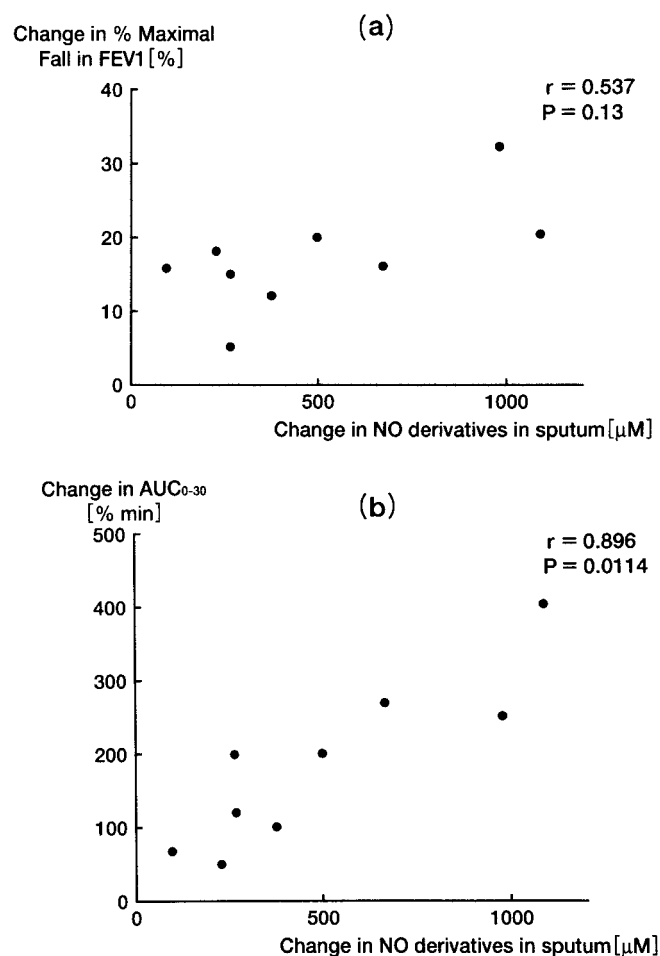 (a)
Change in % Maximal
Fall in FEV1[%]
r = 0.537
P = 0.13
40
30
20
10
0
0
500
1000
Change in NO derivatives in sputum[μM]
(b)
Change in AUC₀₋₃₀
[% min]
r = 0.896
P = 0.0114
500
400
300
200
100
0
0
500
1000
Change in NO derivatives in sputum[μM]